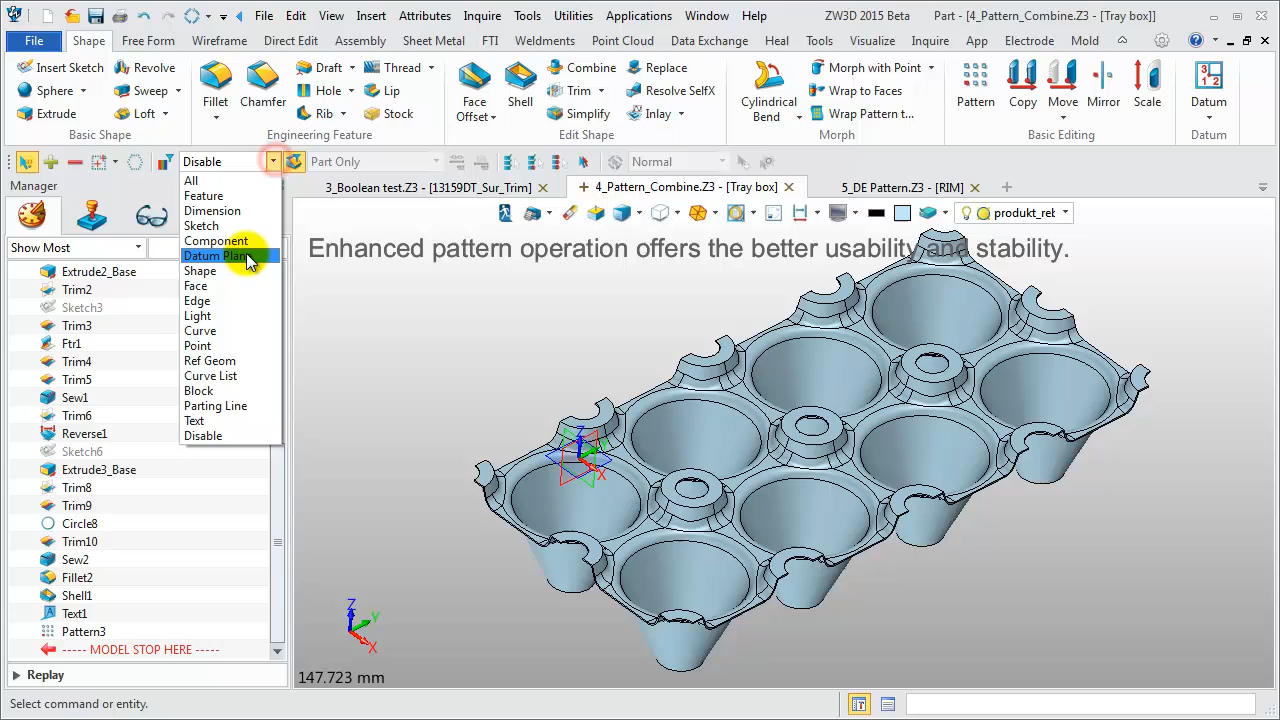 File Edit View Insert Attributes Inquire Tools Utilities Applications Window Help ZW3D 2015 Beta Part - [4_Pattern_Combine.Z3 - [Tray box]]
File Shape Free Form Wireframe Direct Edit Assembly Sheet Metal FTI Weldments Point Cloud Data Exchange Heal Tools Visualize Inquire App Electrode Mold
Insert Sketch Revolve Draft Thread Combine Replace Morph with Point
Sphere Sweep Lip Trim Resolve SelfX Wrap to Faces
Extrude Loft Rib Stock Simplify Inlay Wrap Pattern t...
Fillet Chamfer Face Offset Shell Cylindrical Bend Pattern Copy Move Mirror Scale Datum
Basic Shape Engineering Feature Edit Shape Morph Basic Editing Datum
Disable Part Only Normal
Manager
3_Boolean test.Z3 - [13159DT_Sur_Trim] 4_Pattern_Combine.Z3 - [Tray box] 5_DE Pattern.Z3 - [RIM]
All
Feature
Dimension
Sketch
Component
Shape
Face
Edge
Light
Curve
Point
Ref Geom
Curve List
Block
Parting Line
Text
Disable
Show Most
Extrude2_Base
Trim2
Sketch3
Trim3
Ftr1
Trim4
Trim5
Sew1
Trim6
Reverse1
Sketch6
Extrude3_Base
Trim8
Trim9
Circle8
Trim10
Sew2
Fillet2
Shell1
Text1
Pattern3
----- MODEL STOP HERE -----
Replay
Enhanced pattern operation offers the better usability and stability.
Z
X
Z
Y
X
147.723 mm
Select command or entity.